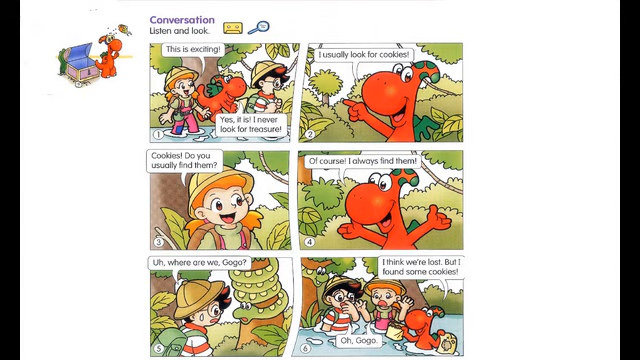 Conversation
Listen and look.
This is exciting!
Yes, it is! I never
look for treasure!
1
I usually look for cookies!
2
Cookies! Do you
usually find them?
3
Of course! I always find them!
4
Uh, where are we, Gogo?
5
I think we're lost. But I
found some cookies!
Oh, Gogo.
6